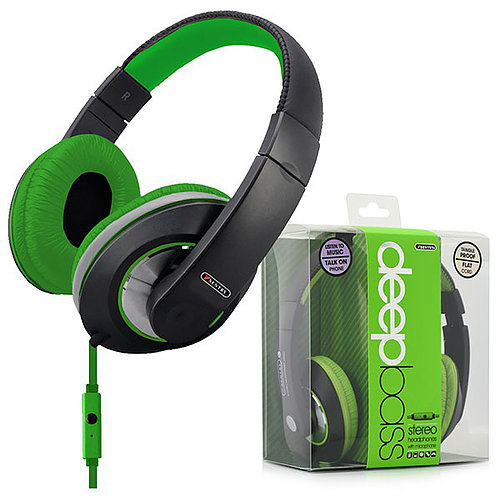 R
SENTRY
LISTEN TO
MUSIC
TALK ON
PHONE
SENTRY
TANGLE
PROOF
FLAT
CORD
deepbass
stereo
headphones
with microphone